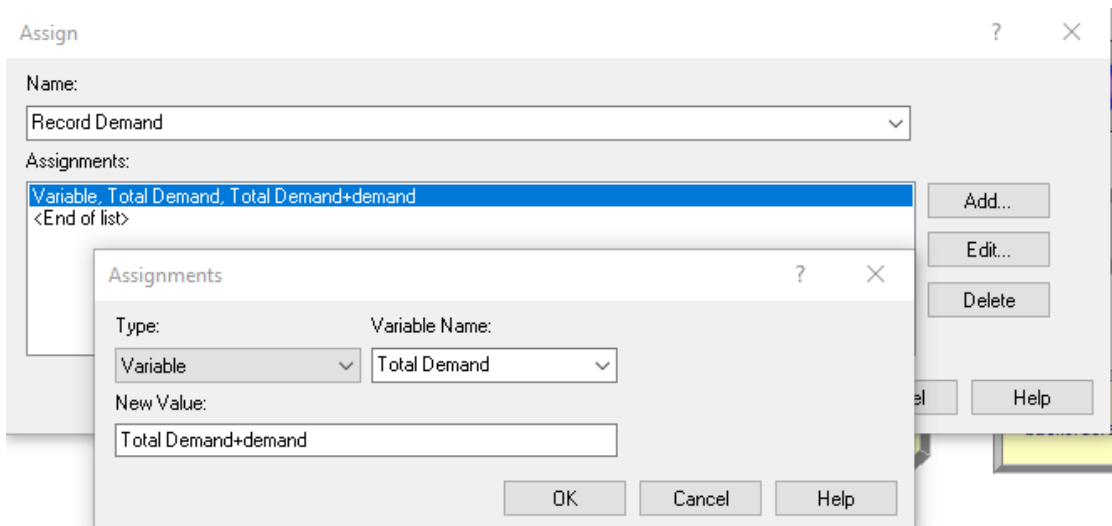 Assign ? ×
Name:
Record Demand
Assignments:
Variable, Total Demand, Total Demand+demand
<End of list>
Add...
Edit...
Delete
Help
Assignments ? ×
Type: Variable Name:
Variable Total Demand
New Value:
Total Demand+demand
OK Cancel Help